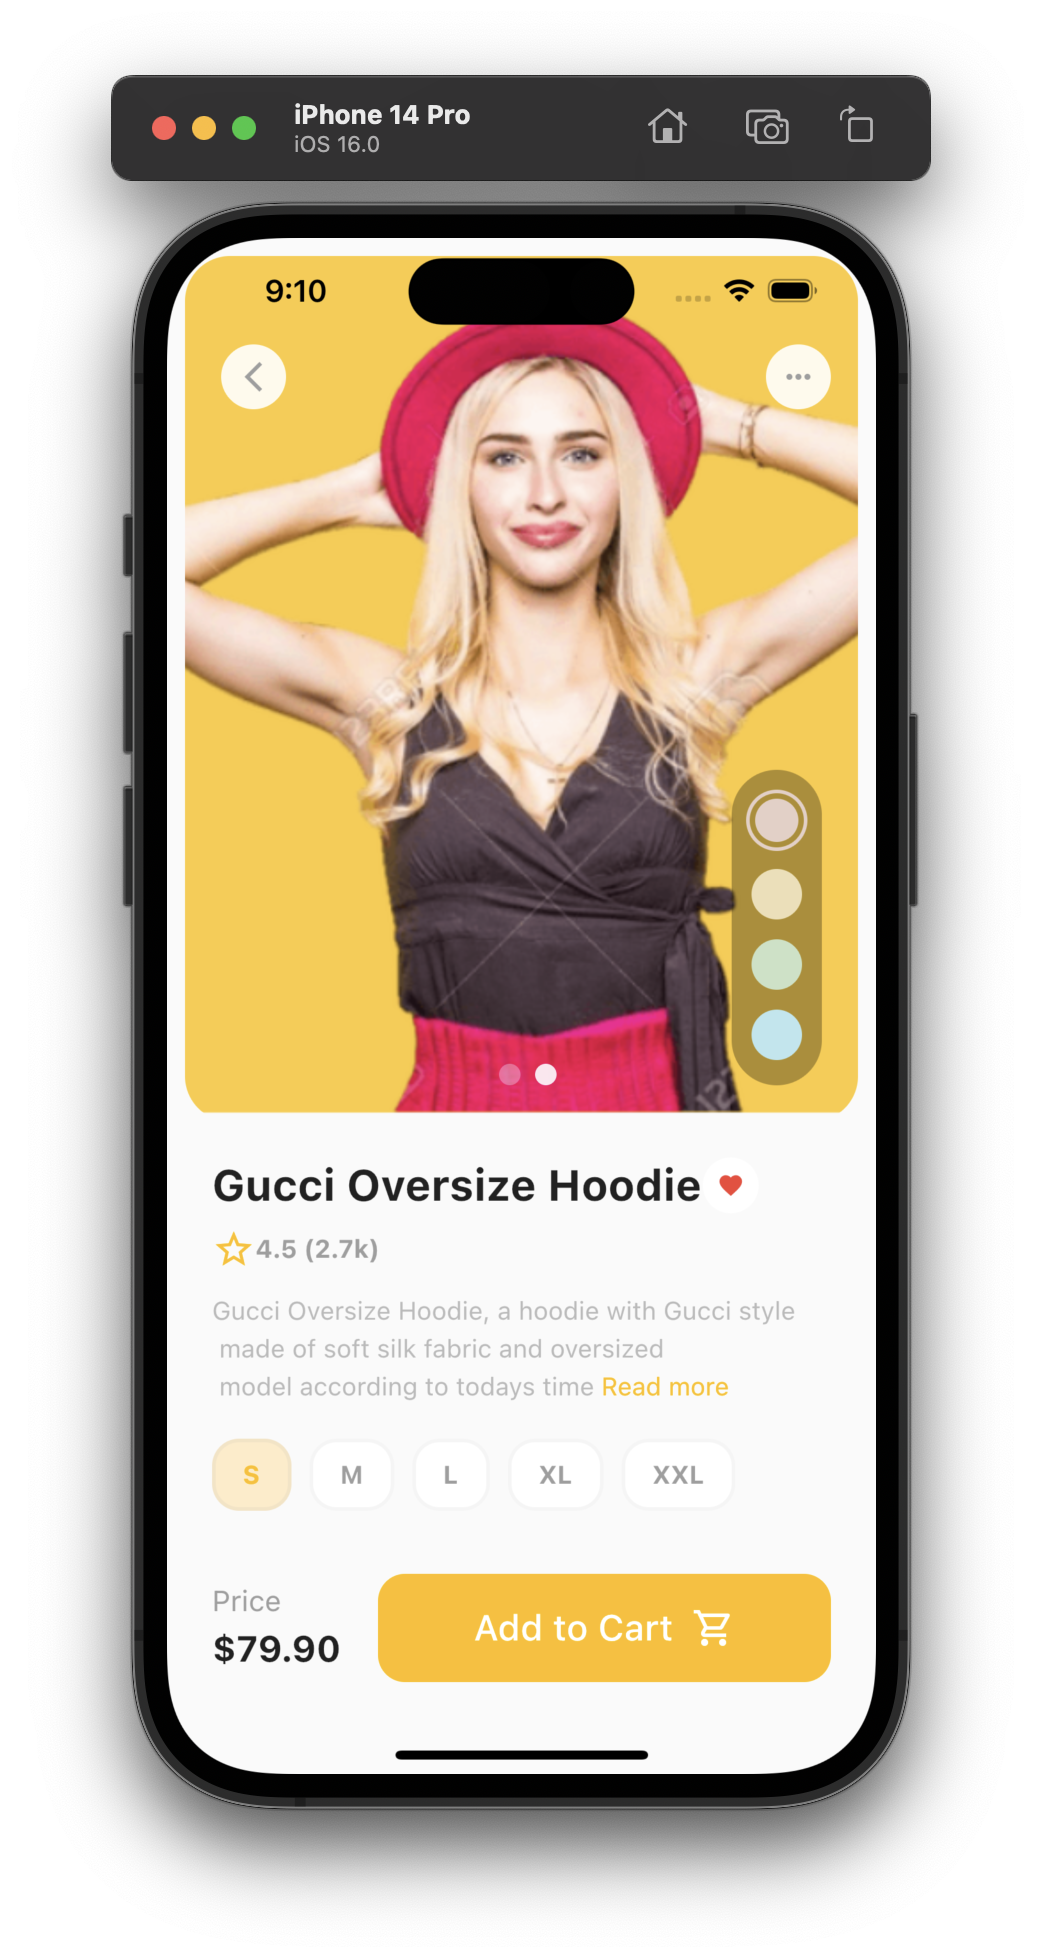 iPhone 14 Pro
iOS 16.0
9:10
Gucci Oversize Hoodie
4.5 (2.7k)
Gucci Oversize Hoodie, a hoodie with Gucci style
made of soft silk fabric and oversized
model according to todays time Read more
S M L XL XXL
Price
$79.90
Add to Cart